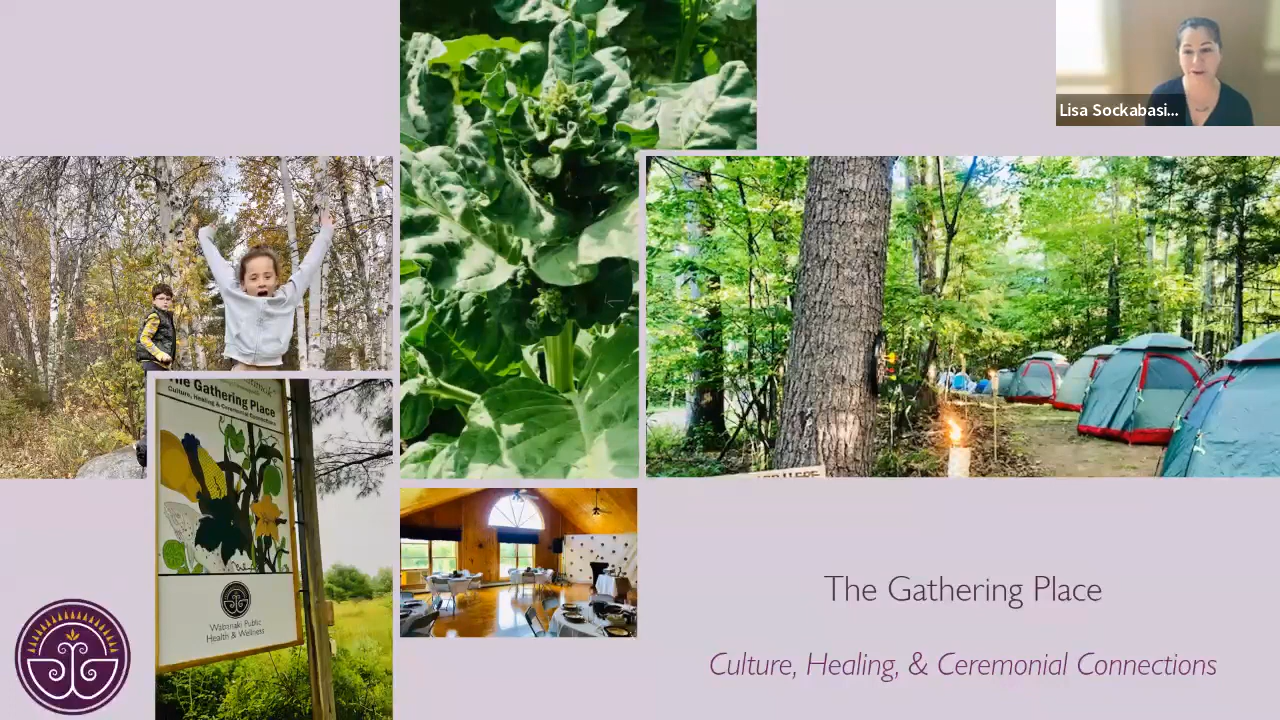 Lisa Sockabasi...
The Gathering Place
Culture, Healing & Ceremonial Connections
Wabanaki Public
Health & Wellness
The Gathering Place
Culture, Healing, & Ceremonial Connections